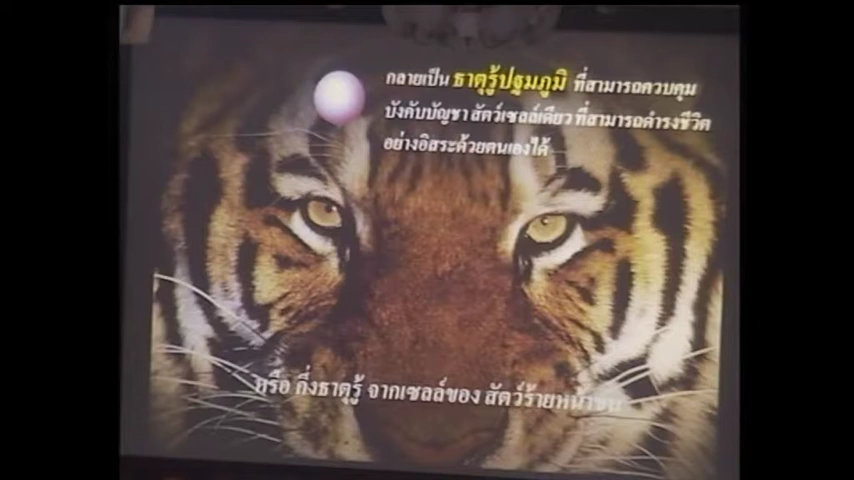 กลายเป็น ธาตุรู้ปฐมภูมิ ที่สามารถควบคุม
บังคับบัญชา สัตว์เซลล์เดียว ที่สามารถดำรงชีวิต
อย่างอิสระด้วยตนเองได้
หรือ กึ่งธาตุรู้ จากเซลล์ของ สัตว์ร้ายหน้าขน